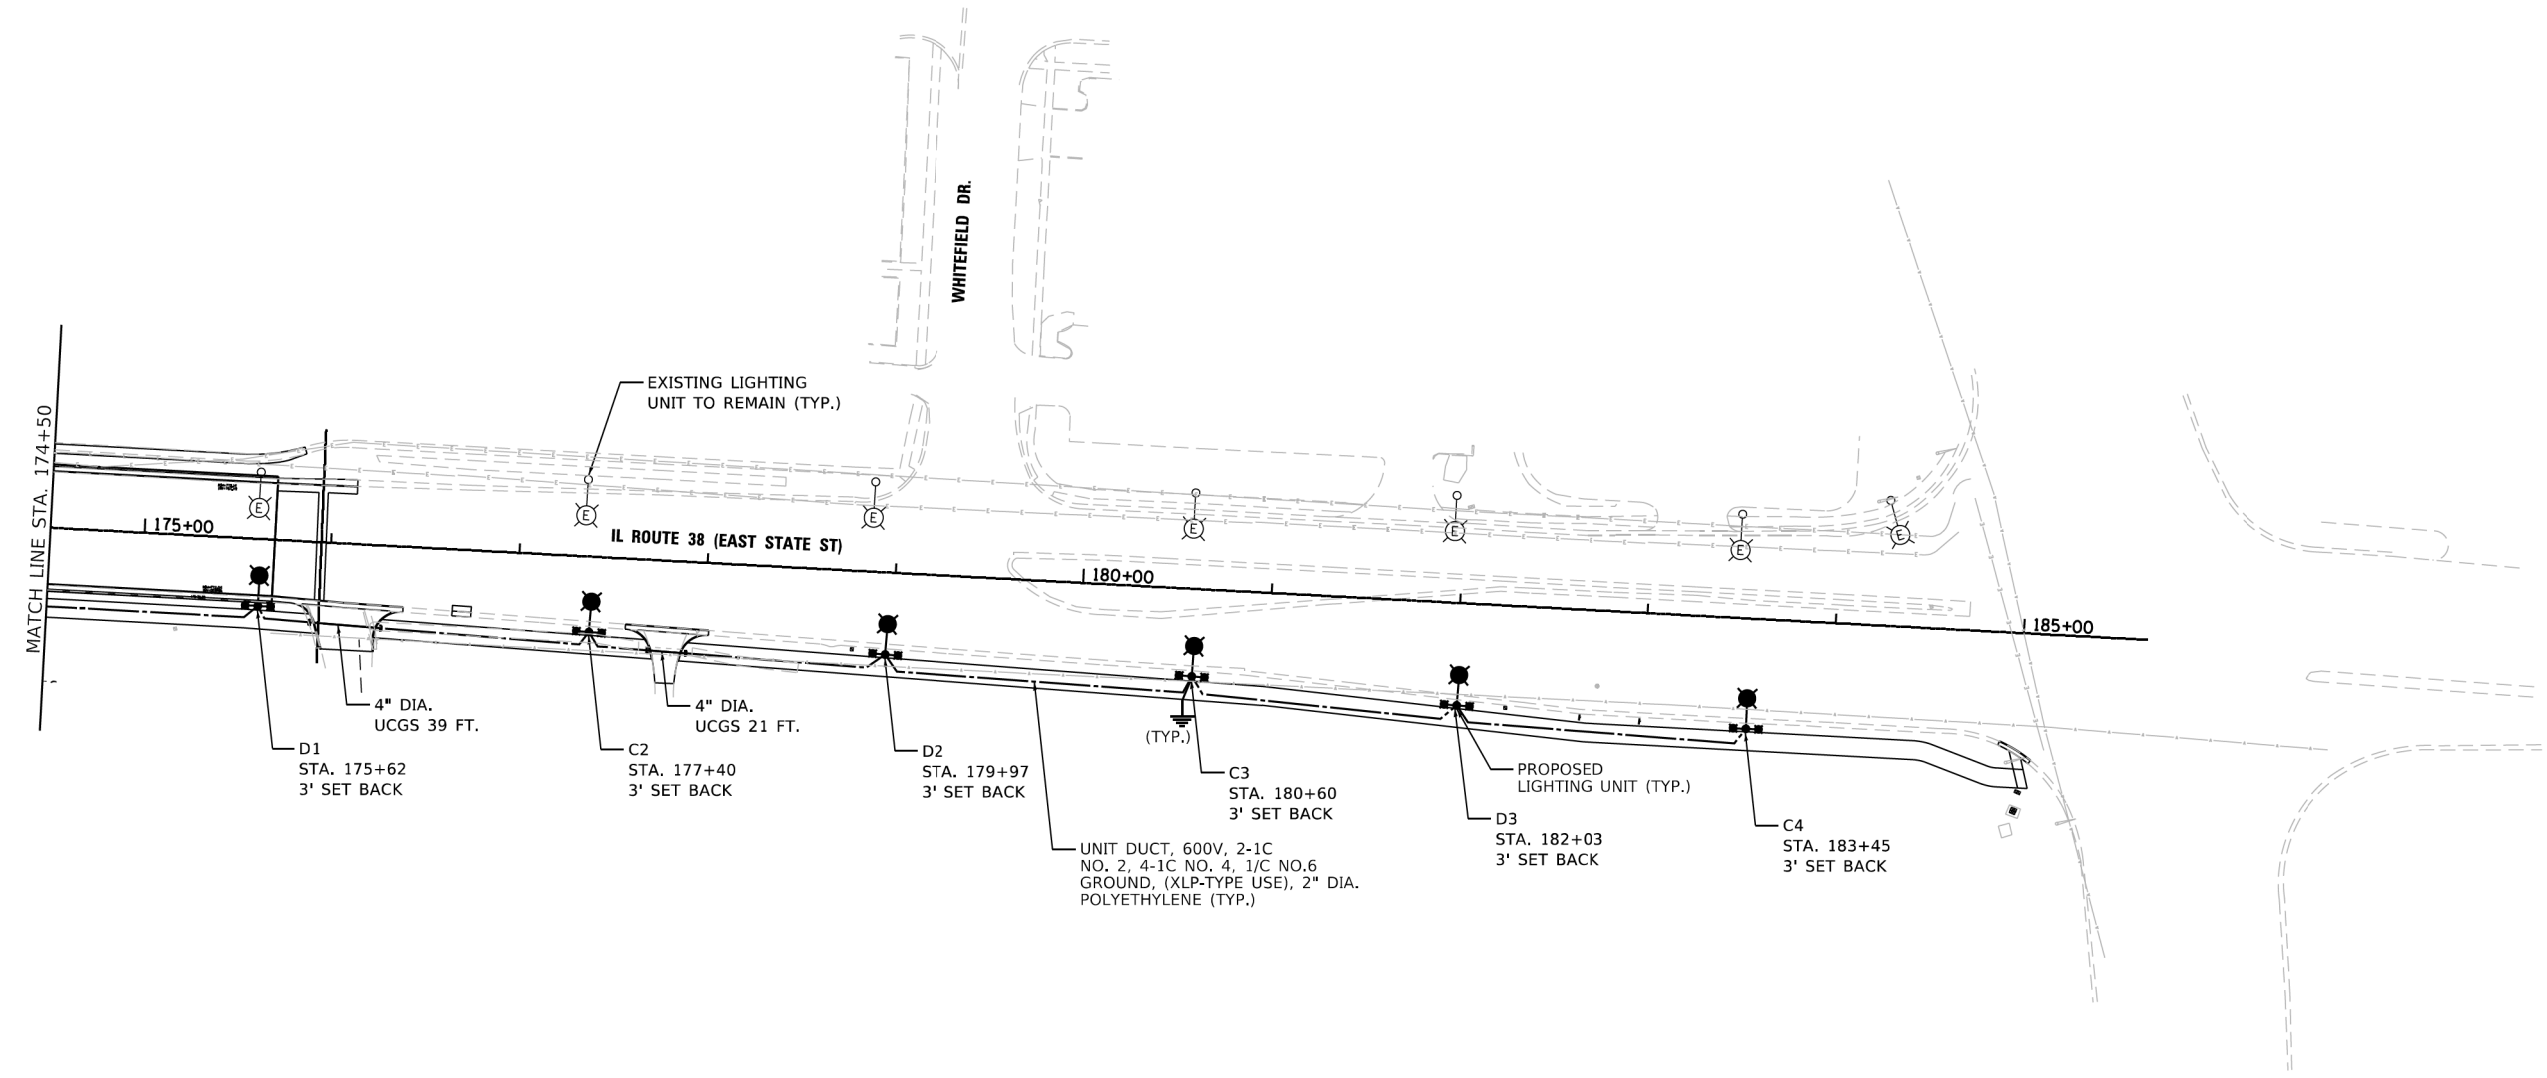 WHITEFIELD DR.
EXISTING LIGHTING
UNIT TO REMAIN (TYP.)
MATCH LINE STA. 174+50
E
E
E
E
E
E
E
175+00
IL ROUTE 38 (EAST STATE ST)
180+00
185+00
4" DIA.
UCGS 39 FT.
4" DIA.
UCGS 21 FT.
(TYP.)
D1
STA. 175+62
3' SET BACK
C2
STA. 177+40
3' SET BACK
D2
STA. 179+97
3' SET BACK
C3
STA. 180+60
3' SET BACK
PROPOSED
LIGHTING UNIT (TYP.)
D3
STA. 182+03
3' SET BACK
C4
STA. 183+45
3' SET BACK
UNIT DUCT, 600V, 2-1C
NO. 2, 4-1C NO. 4, 1/C NO.6
GROUND, (XLP-TYPE USE), 2" DIA.
POLYETHYLENE (TYP.)